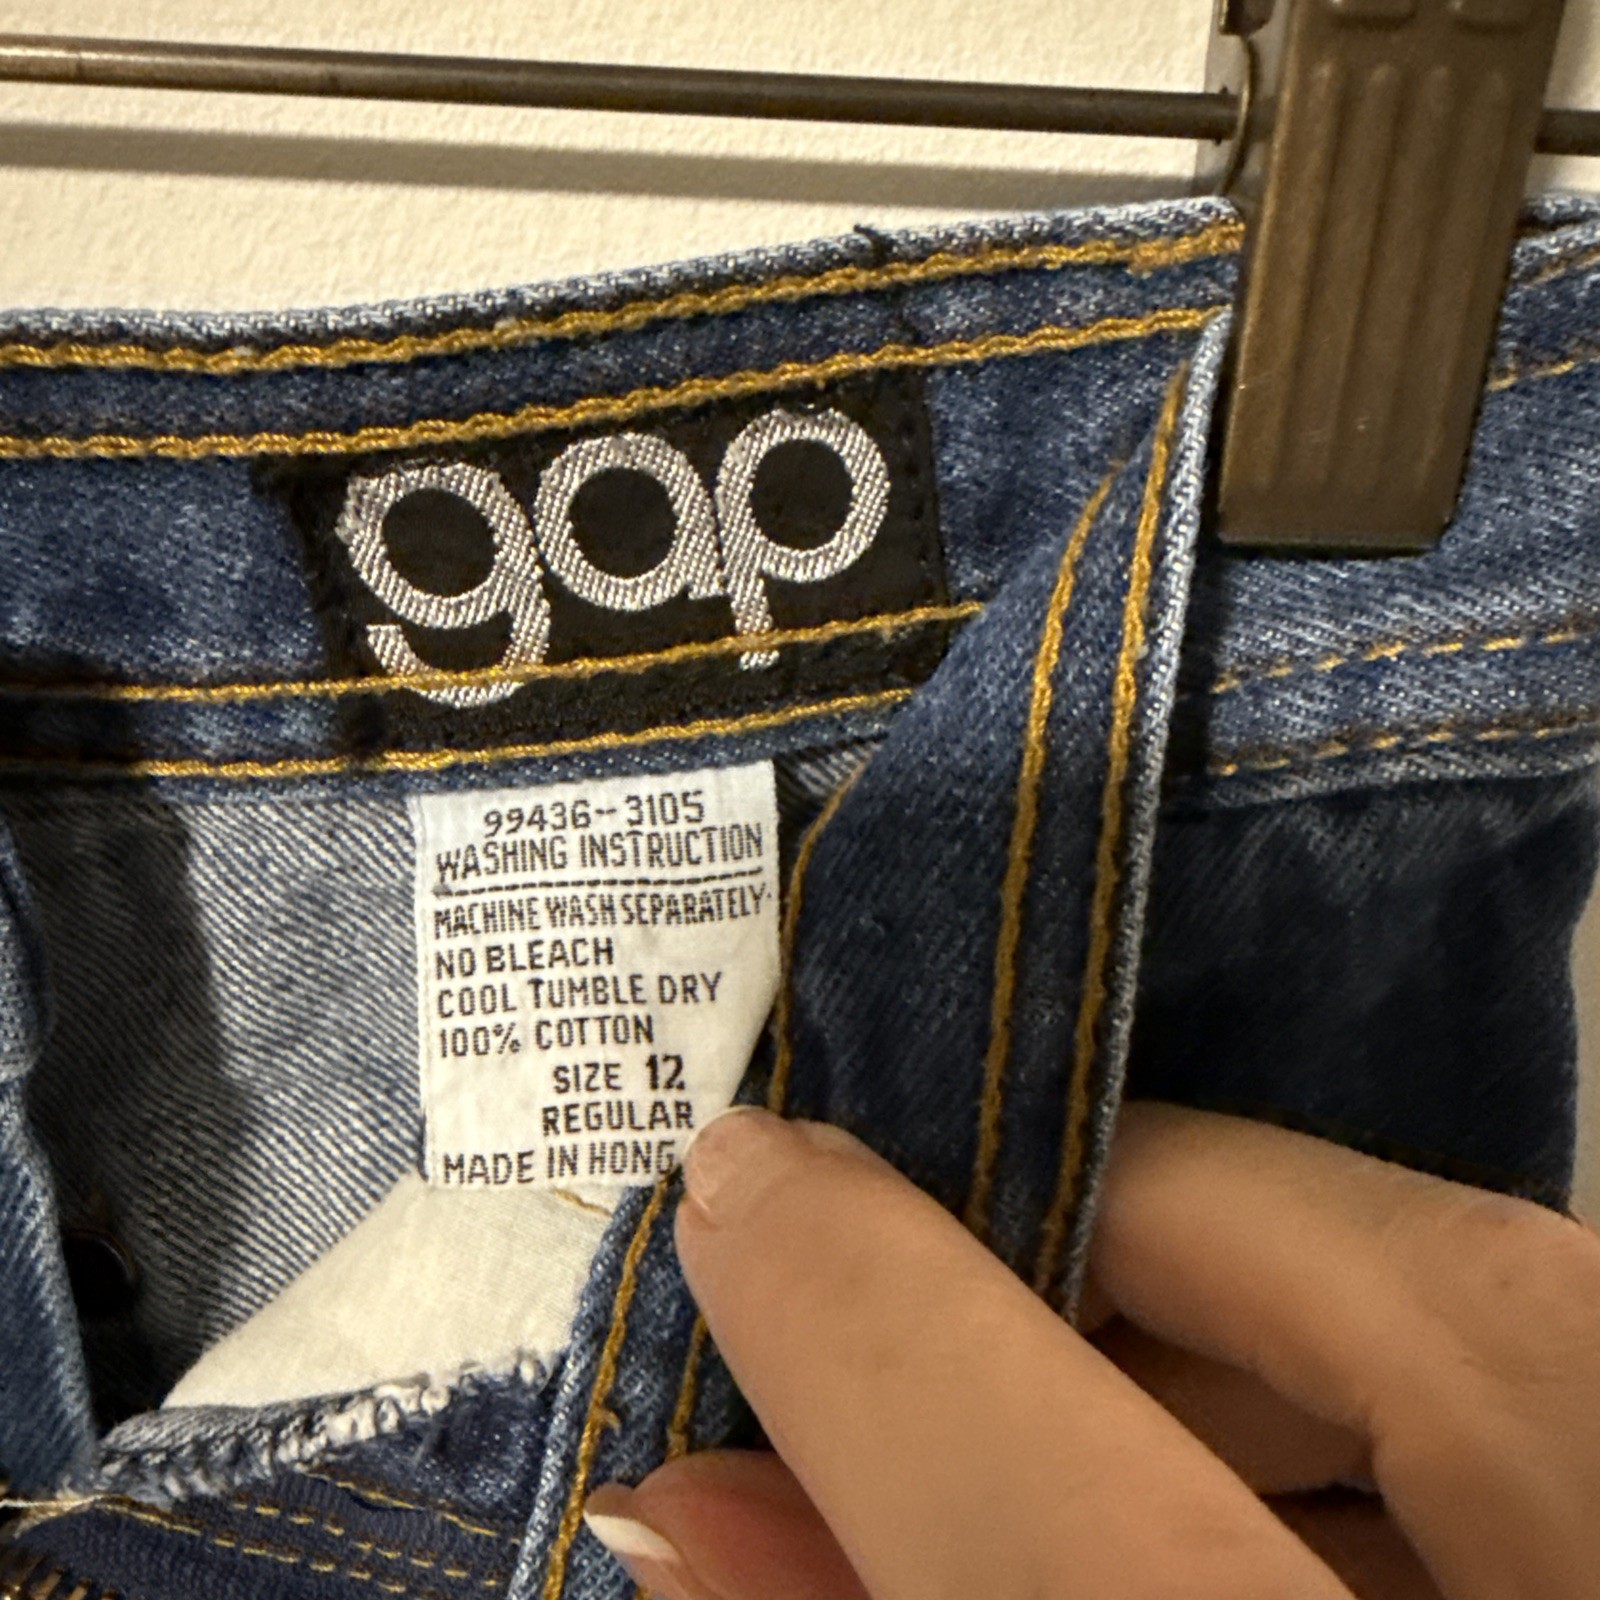 gap
99436--3105
WASHING INSTRUCTION
MACHINE WASH SEPARATELY·
NO BLEACH
COOL TUMBLE DRY
100% COTTON
SIZE 12
REGULAR
MADE IN HONG